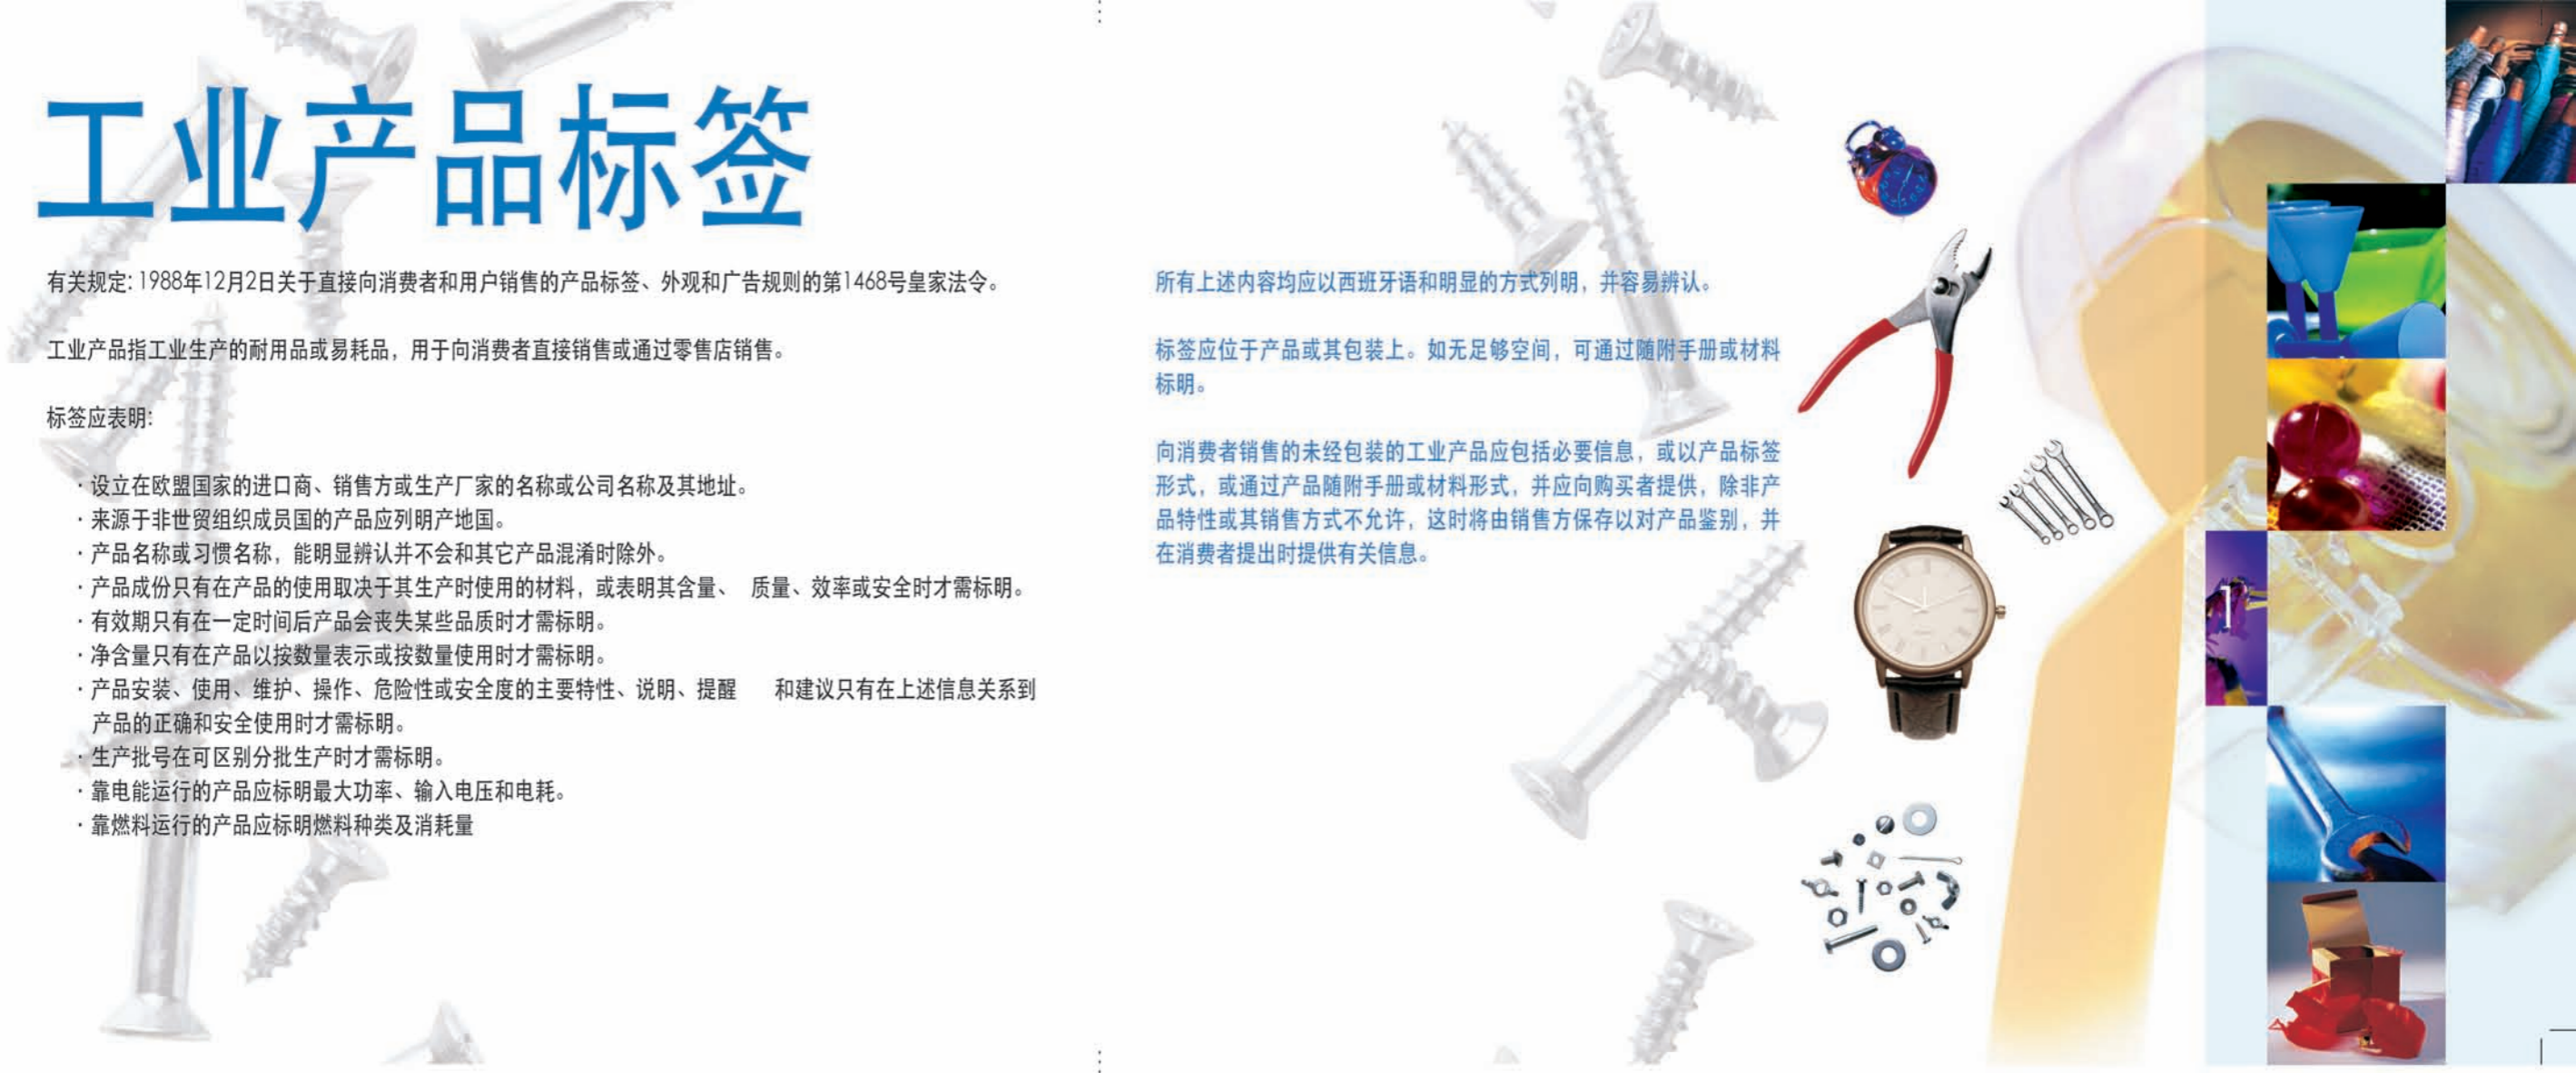 工业产品标签
有关规定: 1988年12月2日关于直接向消费者和用户销售的产品标签、外观和广告规则的第1468号皇家法令。
工业产品指工业生产的耐用品或易耗品，用于向消费者直接销售或通过零售店销售。
标签应表明:
· 设立在欧盟国家的进口商、销售方或生产厂家的名称或公司名称及其地址。
· 来源于非世贸组织成员国的产品应列明产地国。
· 产品名称或习惯名称，能明显辨认并不会和其它产品混淆时除外。
· 产品成份只有在产品的使用取决于其生产时使用的材料，或表明其含量、 质量、效率或安全时才需标明。
· 有效期只有在一定时间后产品会丧失某些品质时才需标明。
· 净含量只有在产品以按数量表示或按数量使用时才需标明。
· 产品安装、使用、维护、操作、危险性或安全度的主要特性、说明、提醒 和建议只有在上述信息关系到
产品的正确和安全使用时才需标明。
· 生产批号在可区别分批生产时才需标明。
· 靠电能运行的产品应标明最大功率、输入电压和电耗。
· 靠燃料运行的产品应标明燃料种类及消耗量
所有上述内容均应以西班牙语和明显的方式列明，并容易辨认。
标签应位于产品或其包装上。如无足够空间，可通过随附手册或材料
标明。
向消费者销售的未经包装的工业产品应包括必要信息，或以产品标签
形式，或通过产品随附手册或材料形式，并应向购买者提供，除非产
品特性或其销售方式不允许，这时将由销售方保存以对产品鉴别，并
在消费者提出时提供有关信息。
1